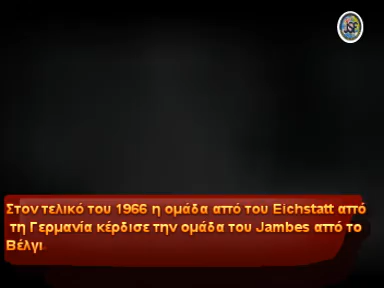 JSF
Στον τελικό του 1966 η ομάδα από του Eichstatt από
τη Γερμανία κέρδισε την ομάδα του Jambes από το
Βέλγι